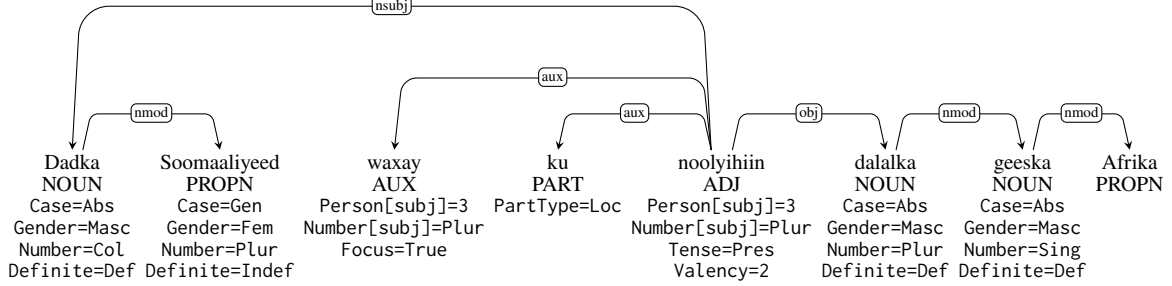 nsubj
aux
nmod aux obj nmod nmod
Dadka Soomaaliyeed waxay ku noolyihiin dalalka geeska Afrika
NOUN PROPN AUX PART ADJ NOUN NOUN PROPN
Case=Abs Case=Gen Person[subj]=3 PartType=Loc Person[subj]=3 Case=Abs Case=Abs
Gender=Masc Gender=Fem Number[subj]=Plur Number[subj]=Plur Gender=Masc Gender=Masc
Number=Col Number=Plur Focus=True Tense=Pres Number=Plur Number=Sing
Definite=Def Definite=Indef Valency=2 Definite=Def Definite=Def